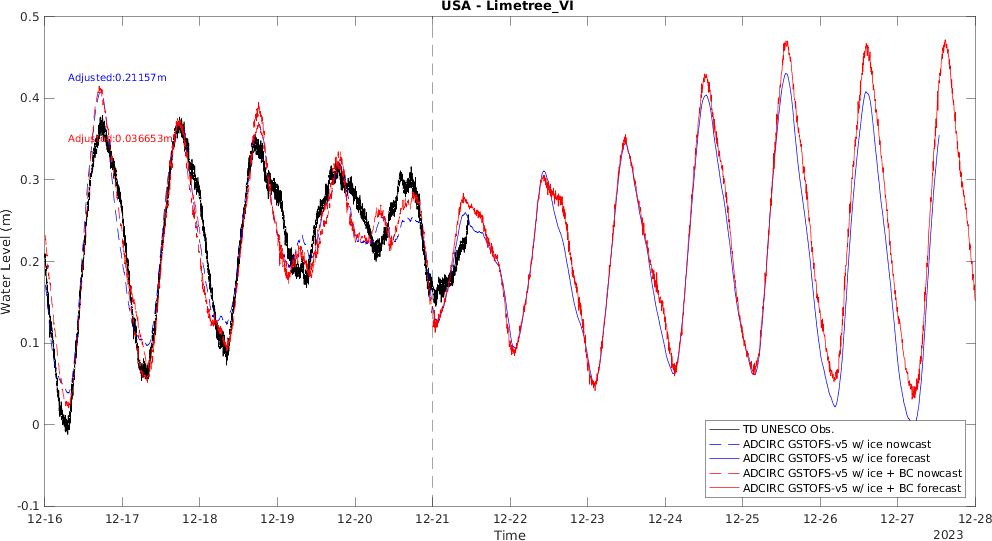 USA - Limetree_VI
0.5
0.4
0.3
0.2
0.1
0
-0.1
Water Level (m)
Adjusted:0.21157m
Adjusted:0.036653m
TD UNESCO Obs.
ADCIRC GSTOFS-v5 w/ ice nowcast
ADCIRC GSTOFS-v5 w/ ice forecast
ADCIRC GSTOFS-v5 w/ ice + BC nowcast
ADCIRC GSTOFS-v5 w/ ice + BC forecast
12-16 12-17 12-18 12-19 12-20 12-21 12-22 12-23 12-24 12-25 12-26 12-27 12-28
Time
2023